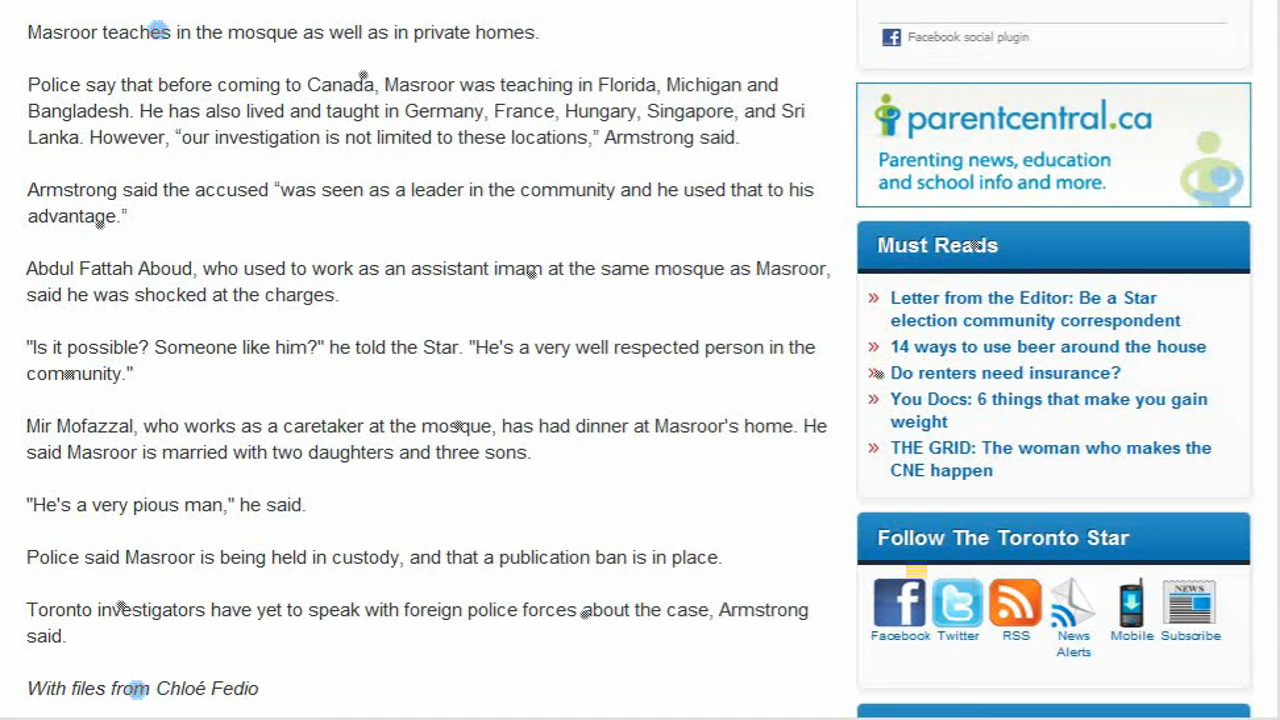 Masroor teaches in the mosque as well as in private homes.
Police say that before coming to Canada, Masroor was teaching in Florida, Michigan and
Bangladesh. He has also lived and taught in Germany, France, Hungary, Singapore, and Sri
Lanka. However, “our investigation is not limited to these locations,” Armstrong said.
Armstrong said the accused “was seen as a leader in the community and he used that to his
advantage.”
Abdul Fattah Aboud, who used to work as an assistant imam at the same mosque as Masroor,
said he was shocked at the charges.
"Is it possible? Someone like him?" he told the Star. "He's a very well respected person in the
community."
Mir Mofazzal, who works as a caretaker at the mosque, has had dinner at Masroor's home. He
said Masroor is married with two daughters and three sons.
"He's a very pious man," he said.
Police said Masroor is being held in custody, and that a publication ban is in place.
Toronto investigators have yet to speak with foreign police forces about the case, Armstrong
said.
With files from Chloé Fedio
Facebook social plugin
parentcentral.ca
Parenting news, education
and school info and more.
Must Reads
Letter from the Editor: Be a Star
election community correspondent
14 ways to use beer around the house
Do renters need insurance?
You Docs: 6 things that make you gain
weight
THE GRID: The woman who makes the
CNE happen
Follow The Toronto Star
NEWS
Facebook Twitter RSS News Mobile Subscribe
Alerts